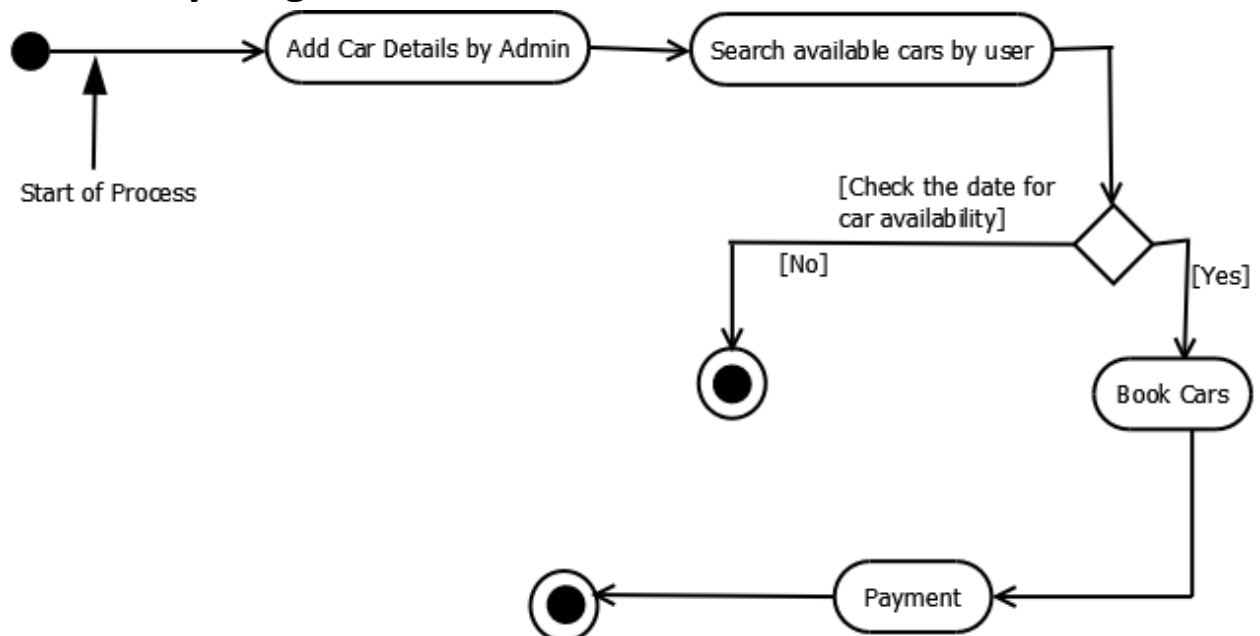 Add Car Details by Admin
Search available cars by user
Start of Process
[Check the date for
car availability]
[No]
[Yes]
Book Cars
Payment